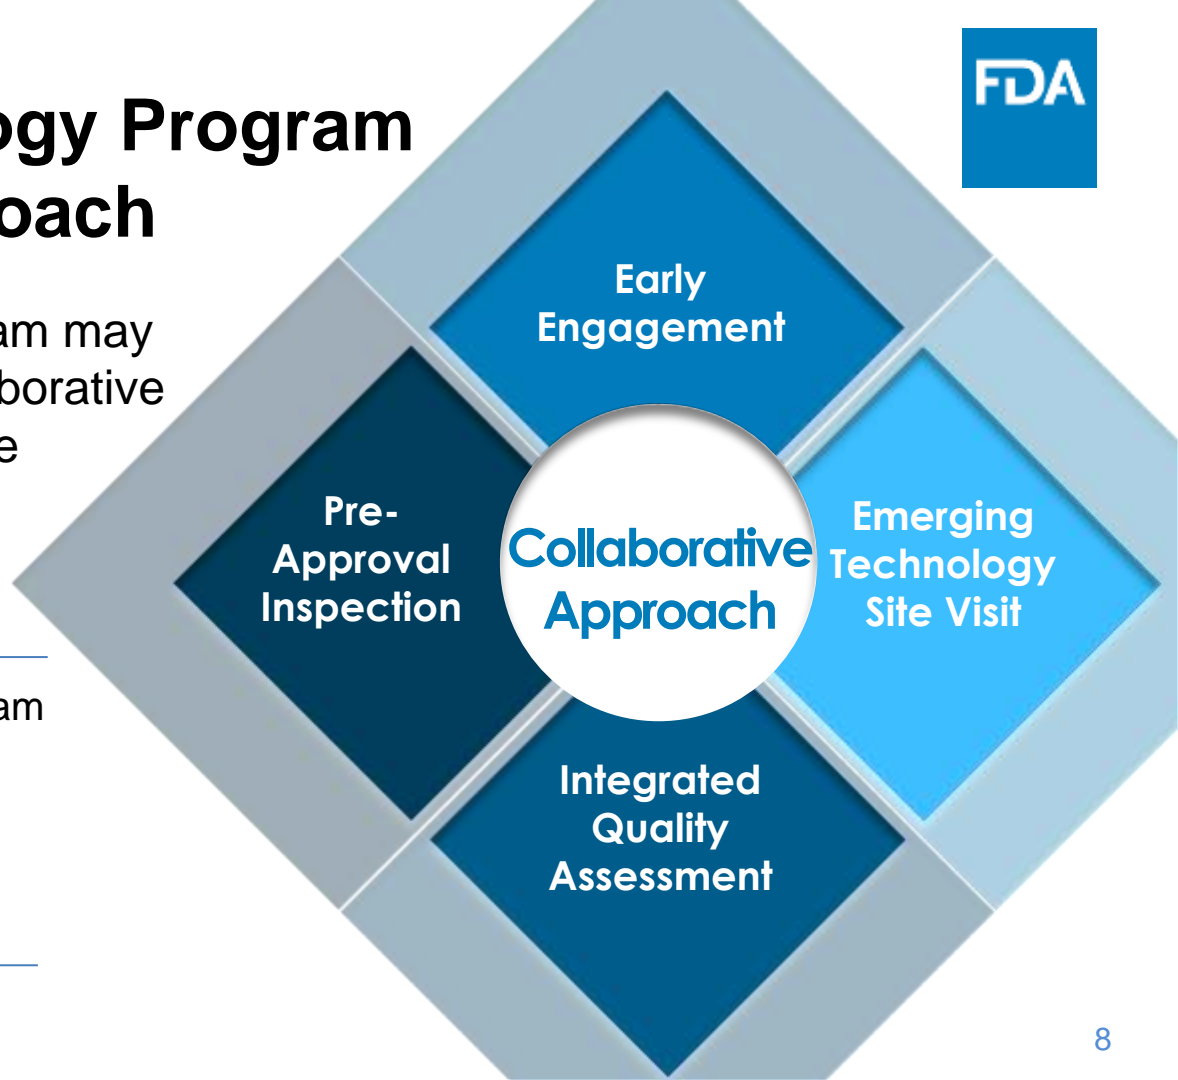 FDA
ogy Program
oach
am may
borative
e
am
Early
Engagement
Pre-
Approval
Inspection
Collaborative
Approach
Emerging
Technology
Site Visit
Integrated
Quality
Assessment
8